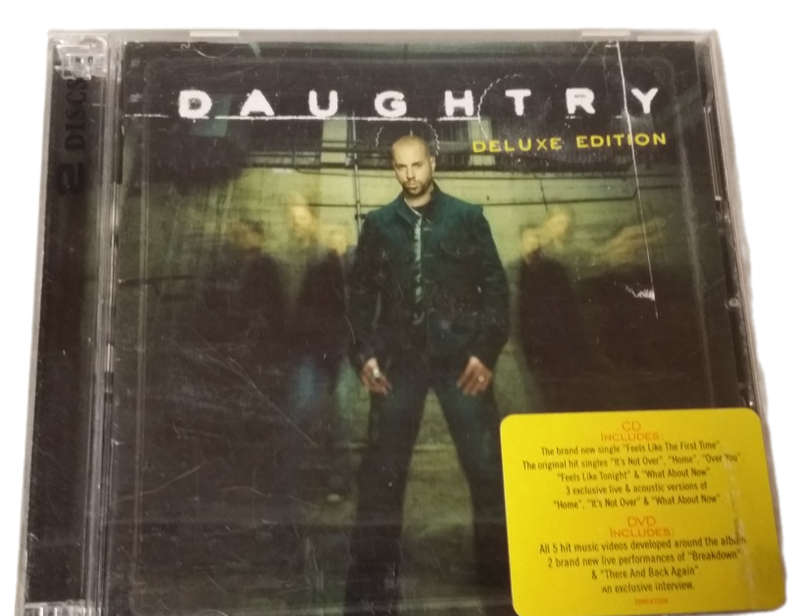 2 DISCS
DAUGHTRY
DELUXE EDITION
CD
INCLUDES:
The brand new single "Feels Like The First Time".
The original hit singles "It's Not Over", "Home", "Over You"
"Feels Like Tonight" & "What About Now"
3 exclusive live & acoustic versions of
"Home", "It's Not Over" & "What About Now"
DVD
INCLUDES:
All 5 hit music videos developed around the album
2 brand new live performances of "Breakdown"
& "There And Back Again"
an exclusive interview.